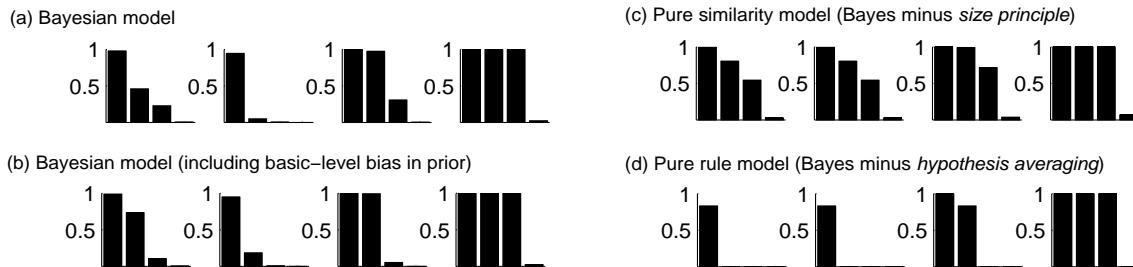 (a) Bayesian model
1 1 1 1
0.5 0.5 0.5 0.5
(b) Bayesian model (including basic−level bias in prior)
1 1 1 1
0.5 0.5 0.5 0.5
(c) Pure similarity model (Bayes minus size principle)
1 1 1 1
0.5 0.5 0.5 0.5
(d) Pure rule model (Bayes minus hypothesis averaging)
1 1 1 1
0.5 0.5 0.5 0.5